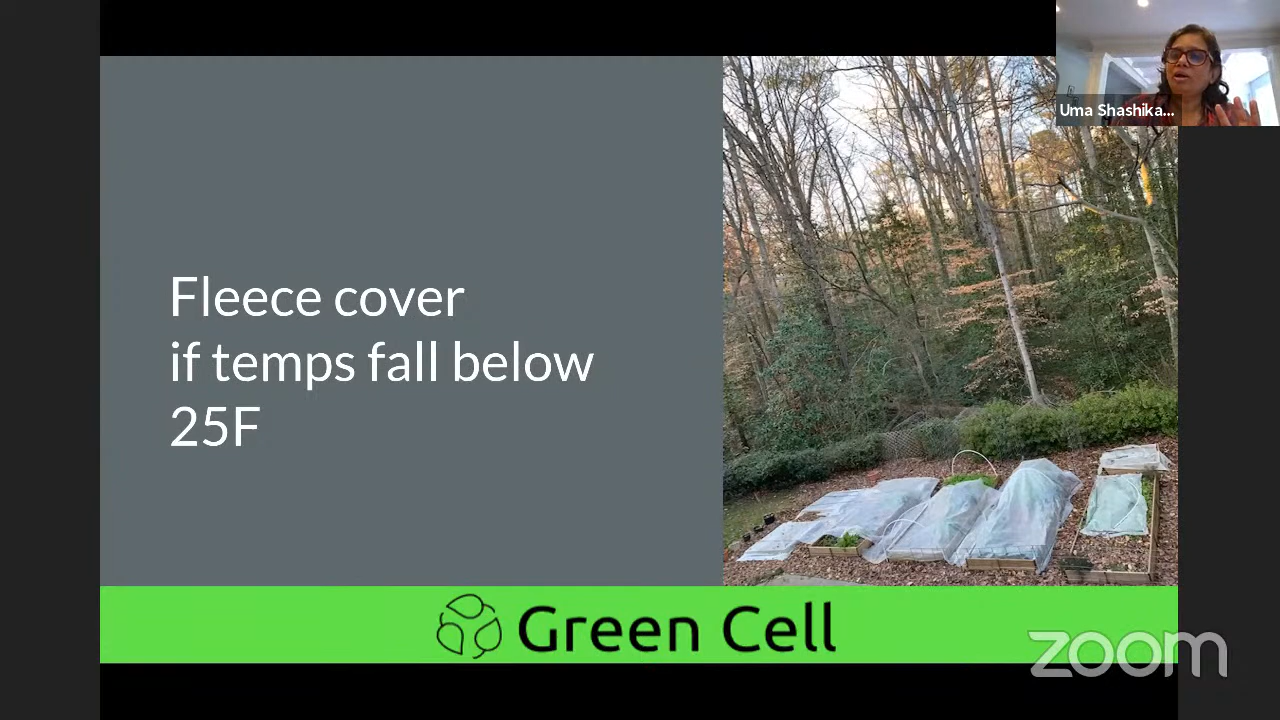 Uma Shashika...
Fleece cover
if temps fall below
25F
Green Cell
zoom